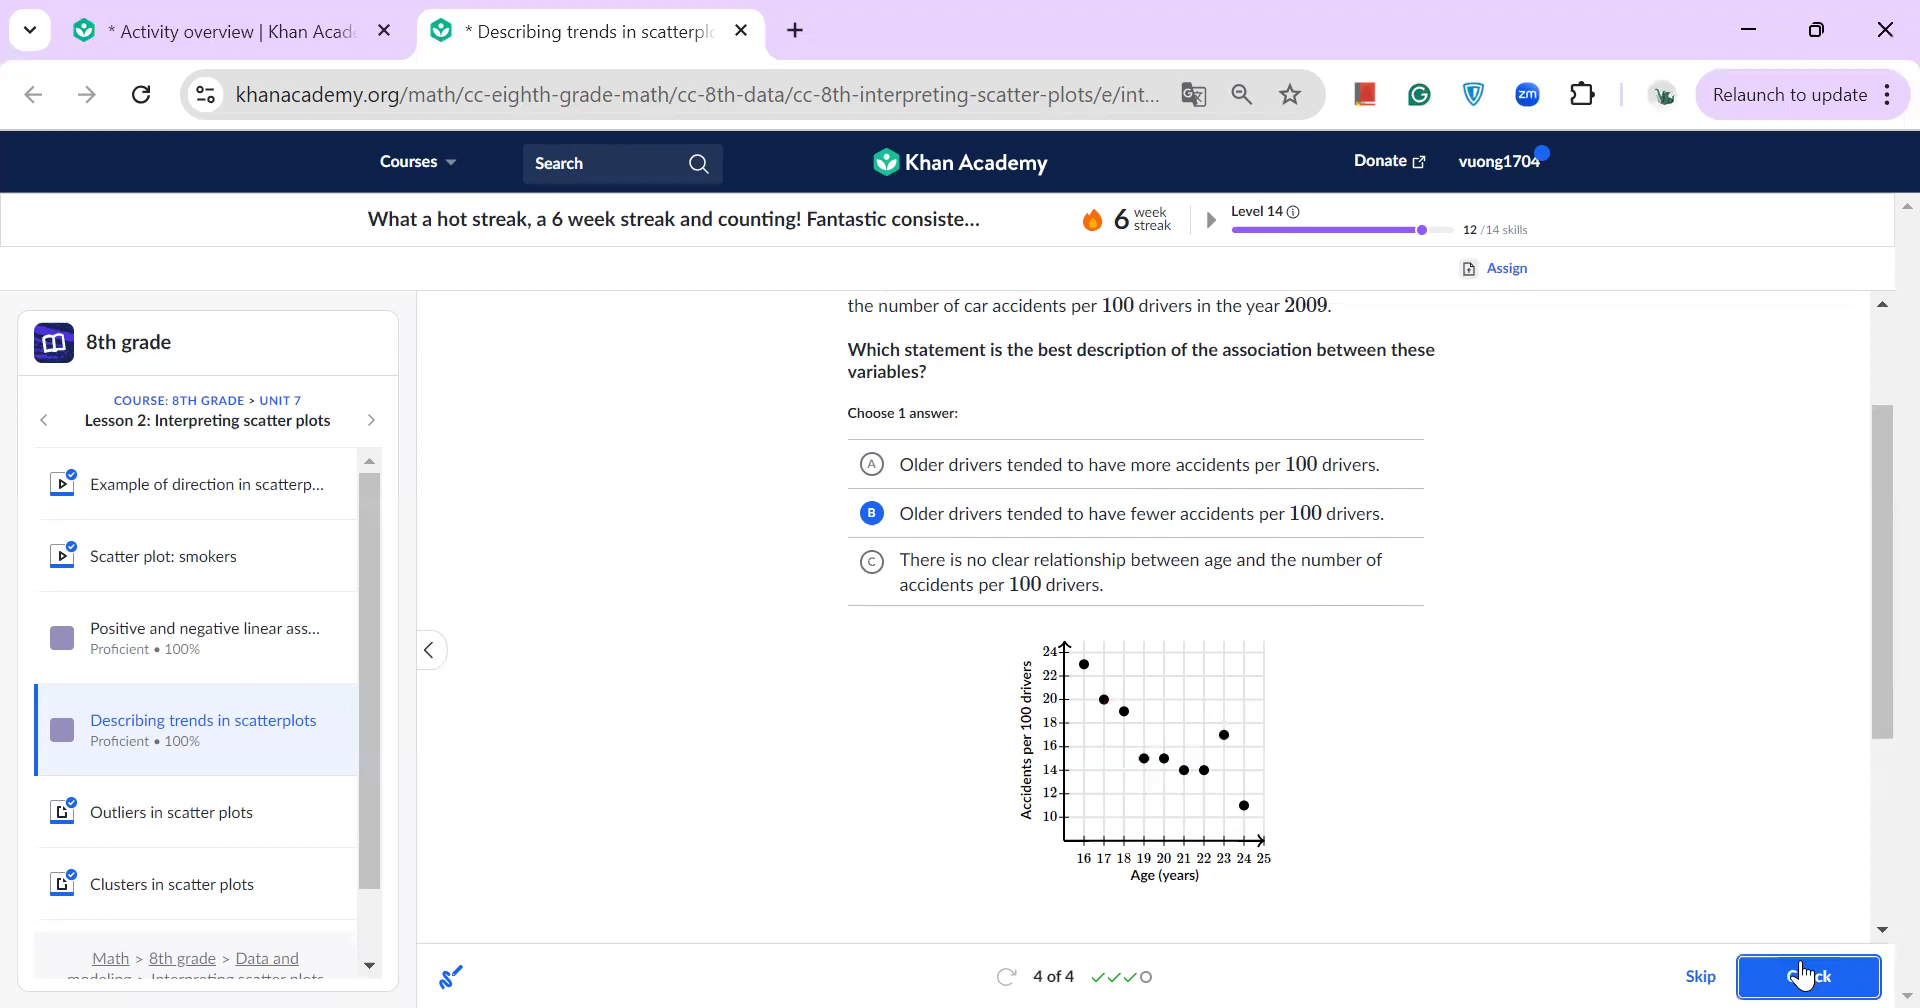 * Activity overview | Khan Acad
* Describing trends in scatterpl
khanacademy.org/math/cc-eighth-grade-math/cc-8th-data/cc-8th-interpreting-scatter-plots/e/int...
zm
Relaunch to update
Courses
Search
Khan Academy
Donate
vuong1704
What a hot streak, a 6 week streak and counting! Fantastic consiste...
6 week streak
Level 14
12 /14 skills
Assign
8th grade
COURSE: 8TH GRADE > UNIT 7
Lesson 2: Interpreting scatter plots
Example of direction in scatterp...
Scatter plot: smokers
Positive and negative linear ass...
Proficient • 100%
Describing trends in scatterplots
Proficient • 100%
Outliers in scatter plots
Clusters in scatter plots
Math > 8th grade > Data and
modeling > Interpreting scatter plots
the number of car accidents per 100 drivers in the year 2009.
Which statement is the best description of the association between these
variables?
Choose 1 answer:
A Older drivers tended to have more accidents per 100 drivers.
B Older drivers tended to have fewer accidents per 100 drivers.
C There is no clear relationship between age and the number of
accidents per 100 drivers.
Accidents per 100 drivers
24
22
20
18
16
14
12
10
16 17 18 19 20 21 22 23 24 25
Age (years)
4 of 4
Skip